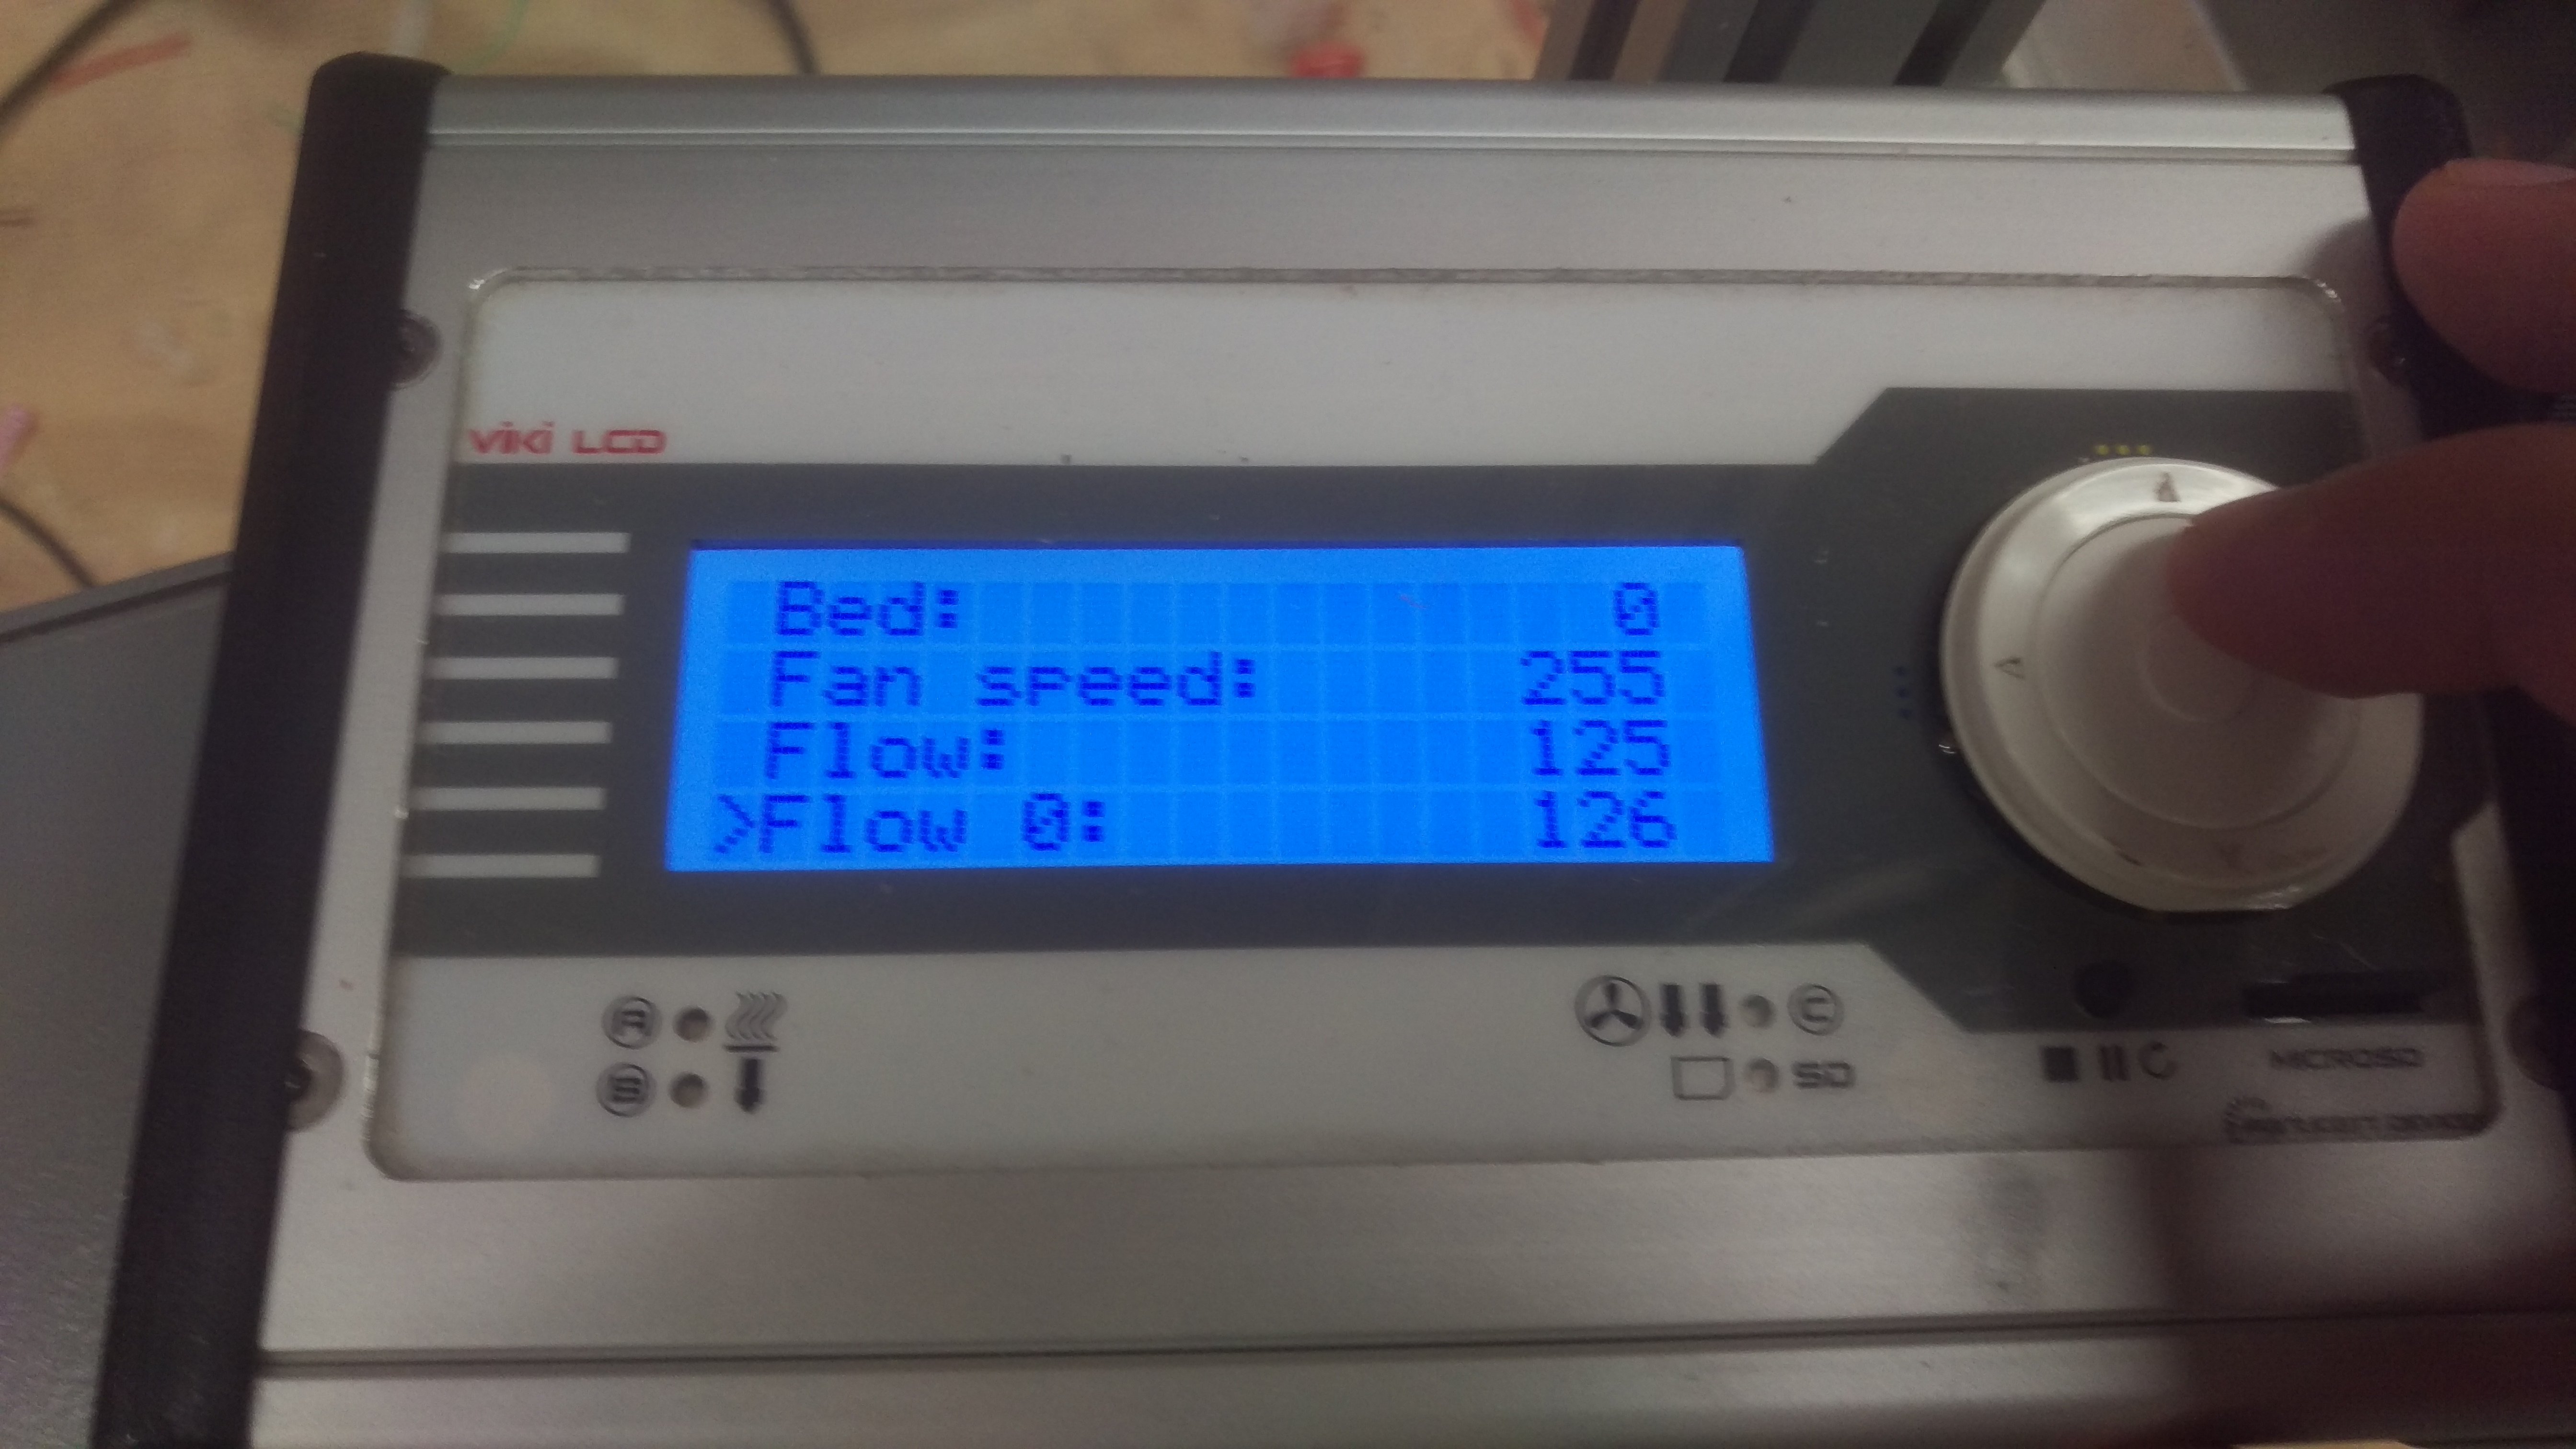 VIKI LCD
Bed: 0
Fan speed: 255
Flow: 125
>Flow 0: 126
A
B
C
SD
MICROSD